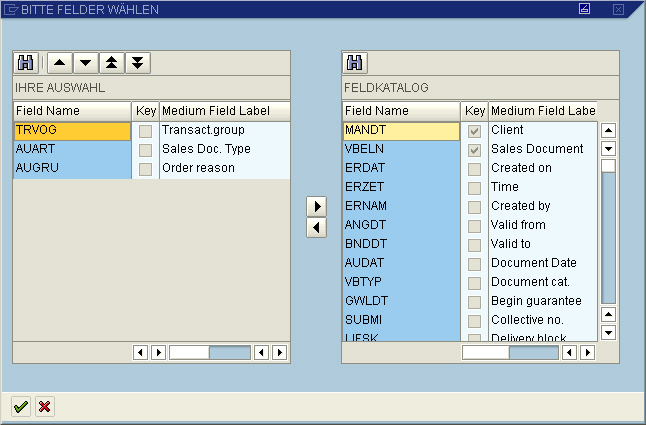 BITTE FELDER WÄHLEN
IHRE AUSWAHL
Field Name Key Medium Field Label
TRVOG Transact.group
AUART Sales Doc. Type
AUGRU Order reason
FELDKATALOG
Field Name Key Medium Field Labe
MANDT Client
VBELN Sales Document
ERDAT Created on
ERZET Time
ERNAM Created by
ANGDT Valid from
BNDDT Valid to
AUDAT Document Date
VBTYP Document cat.
GWLDT Begin guarantee
SUBMI Collective no.
LIFSK Delivery block